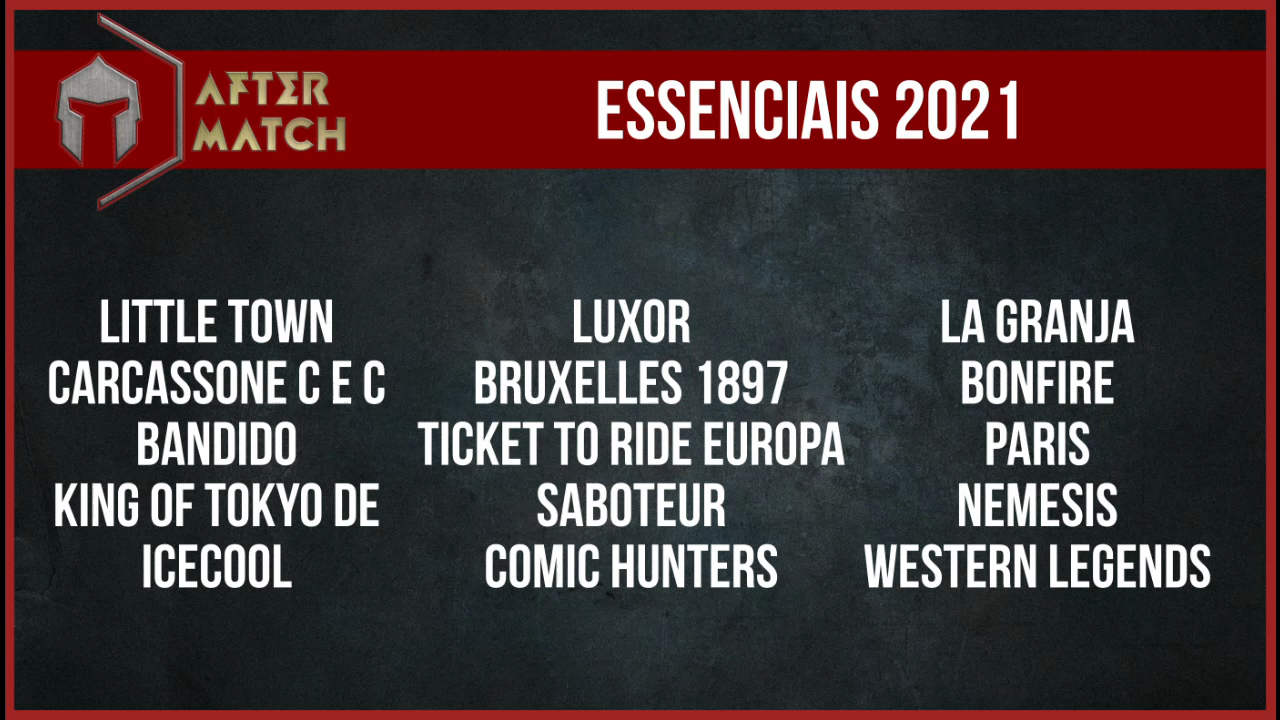 AFTER
MATCH
ESSENCIAIS 2021
LITTLE TOWN
CARCASSONE C E C
BANDIDO
KING OF TOKYO DE
ICECOOL
LUXOR
BRUXELLES 1897
TICKET TO RIDE EUROPA
SABOTEUR
COMIC HUNTERS
LA GRANJA
BONFIRE
PARIS
NEMESIS
WESTERN LEGENDS